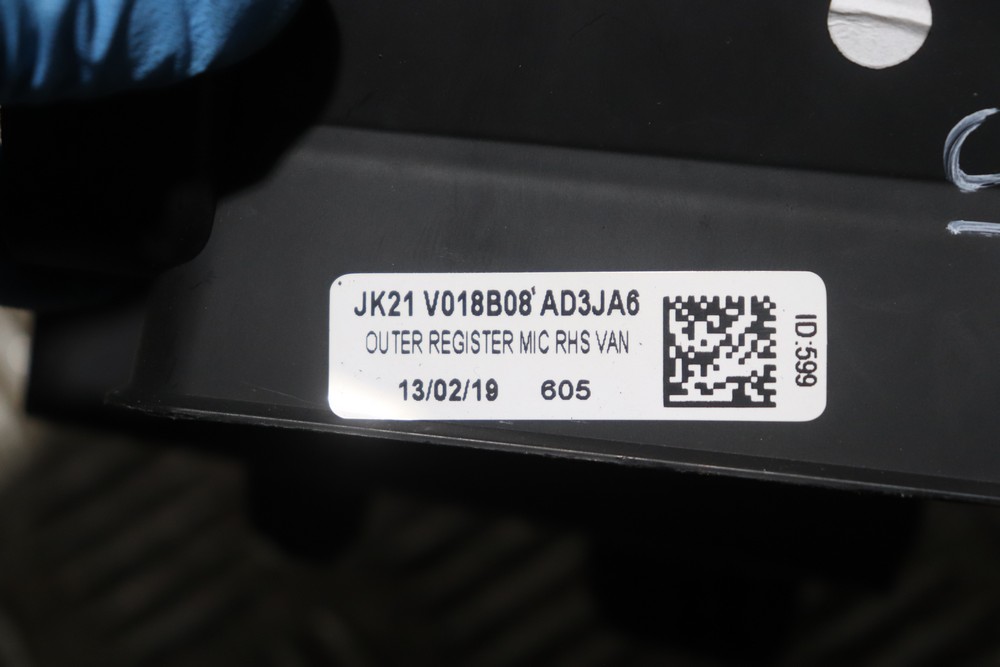 JK21 V018B08' AD3JA6
OUTER REGISTER MIC RHS VAN
13/02/19 605
ID:599